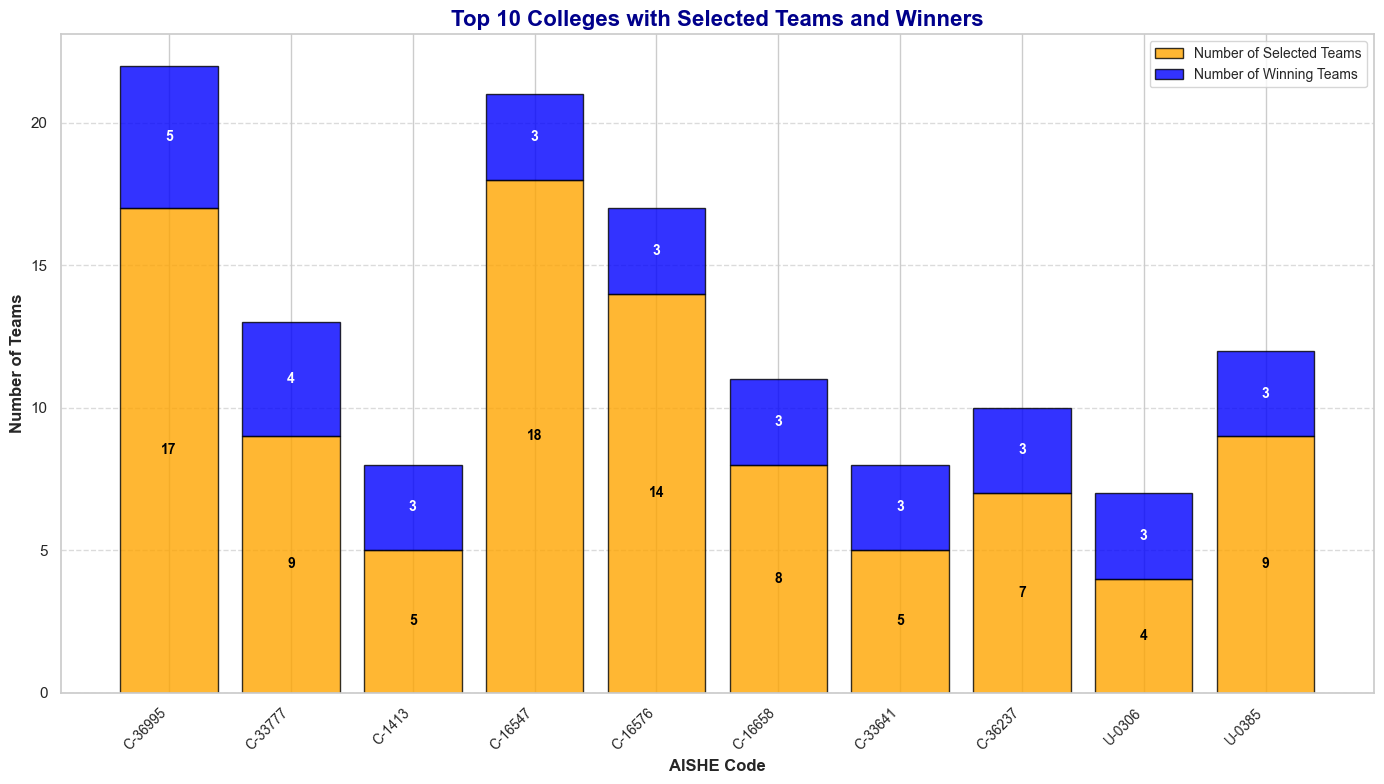 Top 10 Colleges with Selected Teams and Winners
Number of Selected Teams
Number of Winning Teams
Number of Teams
20
15
10
5
0
5
3
3
4
3
3
3
3
3
3
17
9
5
18
14
8
5
7
4
9
C-36995
C-33777
C-1413
C-16547
C-16576
C-16658
C-33641
C-36237
U-0306
U-0385
AISHE Code